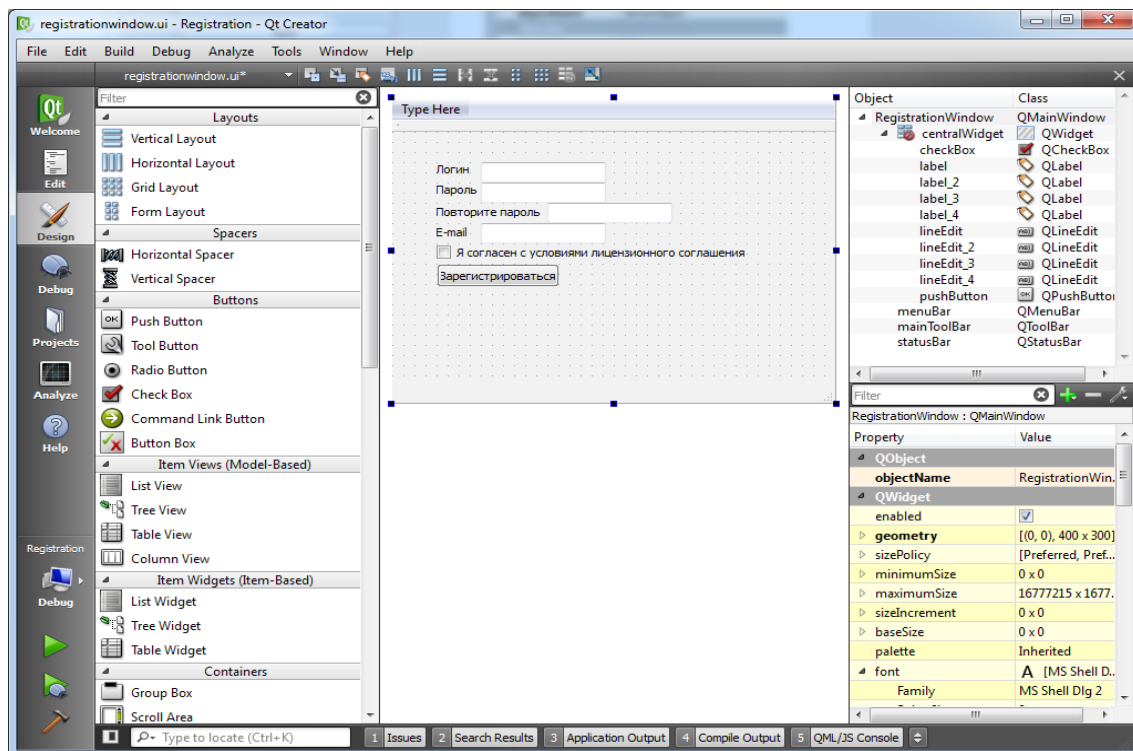 registrationwindow.ui - Registration - Qt Creator
File Edit Build Debug Analyze Tools Window Help
registrationwindow.ui*
Qt
Welcome
Edit
Design
Debug
Projects
Analyze
Help
Registration
Debug
Filter
Layouts
Vertical Layout
Horizontal Layout
Grid Layout
Form Layout
Spacers
Horizontal Spacer
Vertical Spacer
Buttons
OK Push Button
Tool Button
Radio Button
Check Box
Command Link Button
Button Box
Item Views (Model-Based)
List View
Tree View
Table View
Column View
Item Widgets (Item-Based)
List Widget
Tree Widget
Table Widget
Containers
Group Box
Scroll Area
Type Here
Логин
Пароль
Повторите пароль
E-mail
Я согласен с условиями лицензионного соглашения
Зарегистрироваться
Object Class
RegistrationWindow QMainWindow
centralWidget QWidget
checkBox QCheckBox
label QLabel
label_2 QLabel
label_3 QLabel
label_4 QLabel
lineEdit QLineEdit
lineEdit_2 QLineEdit
lineEdit_3 QLineEdit
lineEdit_4 QLineEdit
pushButton OK QPushButto
menuBar QMenuBar
mainToolBar QToolBar
statusBar QStatusBar
Filter
RegistrationWindow : QMainWindow
Property Value
QObject
objectName RegistrationWin.
QWidget
enabled
geometry [(0, 0), 400 x 300]
sizePolicy [Preferred, Pref...
minimumSize 0 x 0
maximumSize 16777215 x 1677.
sizeIncrement 0 x 0
baseSize 0 x 0
palette Inherited
font A [MS Shell D..
Family MS Shell Dlg 2
Type to locate (Ctrl+K) 1 Issues 2 Search Results 3 Application Output 4 Compile Output 5 QML/JS Console